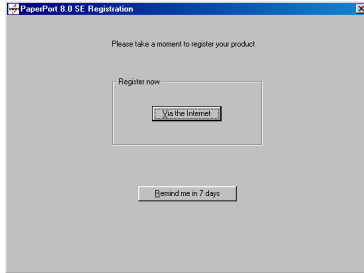 PaperPort 8.0 SE Registration
Please take a moment to register your product
Register now
Via the Internet
Remind me in 7 days